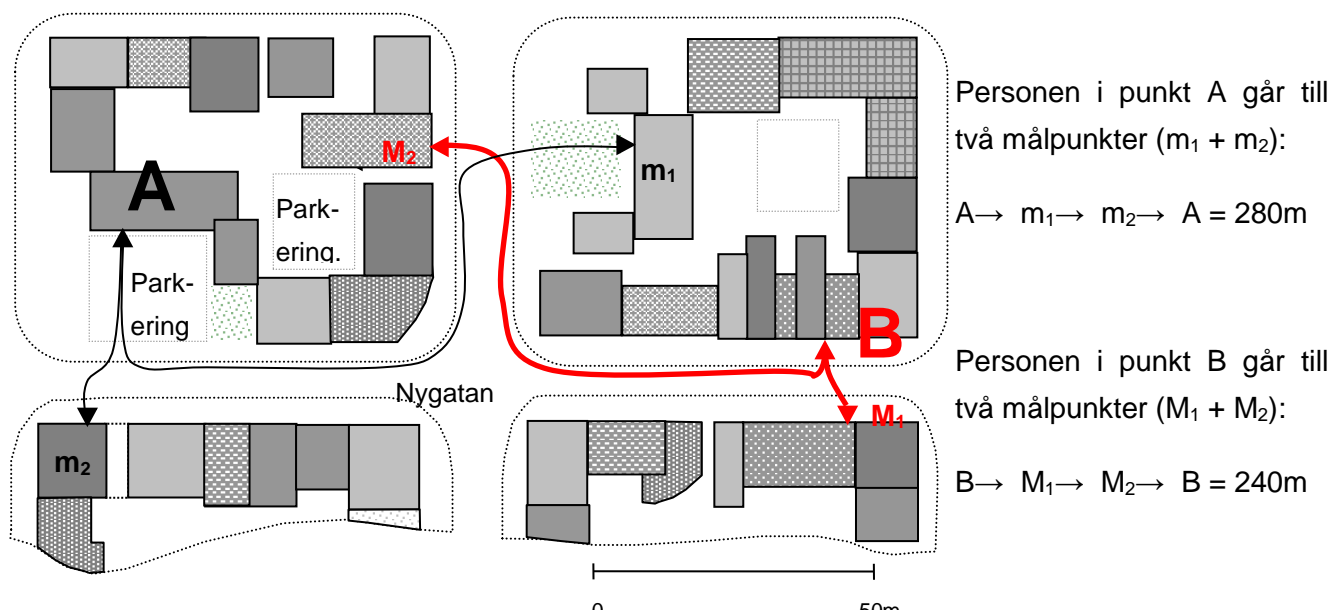 A
M₂
Park-
ering.
Park-
ering
m₁
B
Nygatan
m₂
M₁
0
50m
Personen i punkt A går till
två målpunkter (m₁ + m₂):
A→ m₁→ m₂→ A = 280m
Personen i punkt B går till
två målpunkter (M₁ + M₂):
B→ M₁→ M₂→ B = 240m